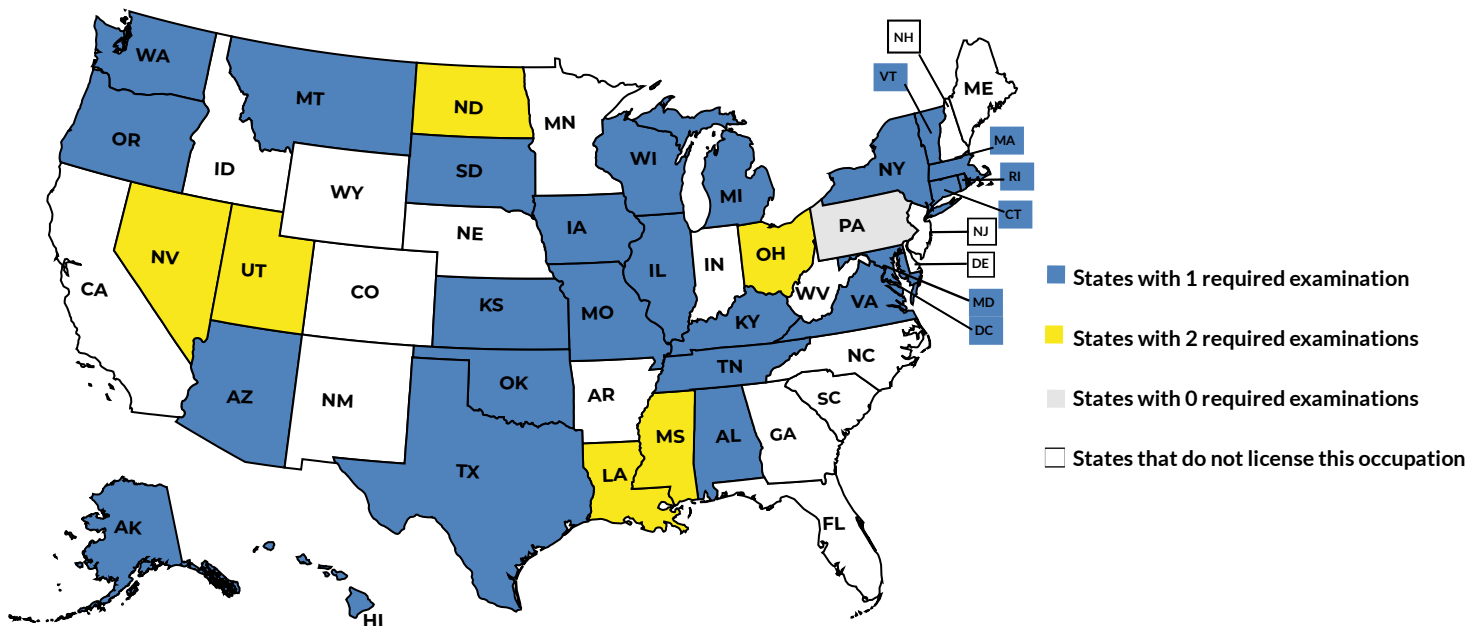 WA
OR
CA
NV
ID
MT
WY
UT
AZ
CO
NM
ND
SD
NE
KS
OK
TX
MN
IA
MO
AR
LA
WI
IL
MI
IN
OH
KY
TN
MS
AL
GA
FL
SC
NC
VA
WV
PA
NY
ME
NH
VT
MA
RI
CT
NJ
DE
MD
DC
AK
HI
States with 1 required examination
States with 2 required examinations
States with 0 required examinations
States that do not license this occupation